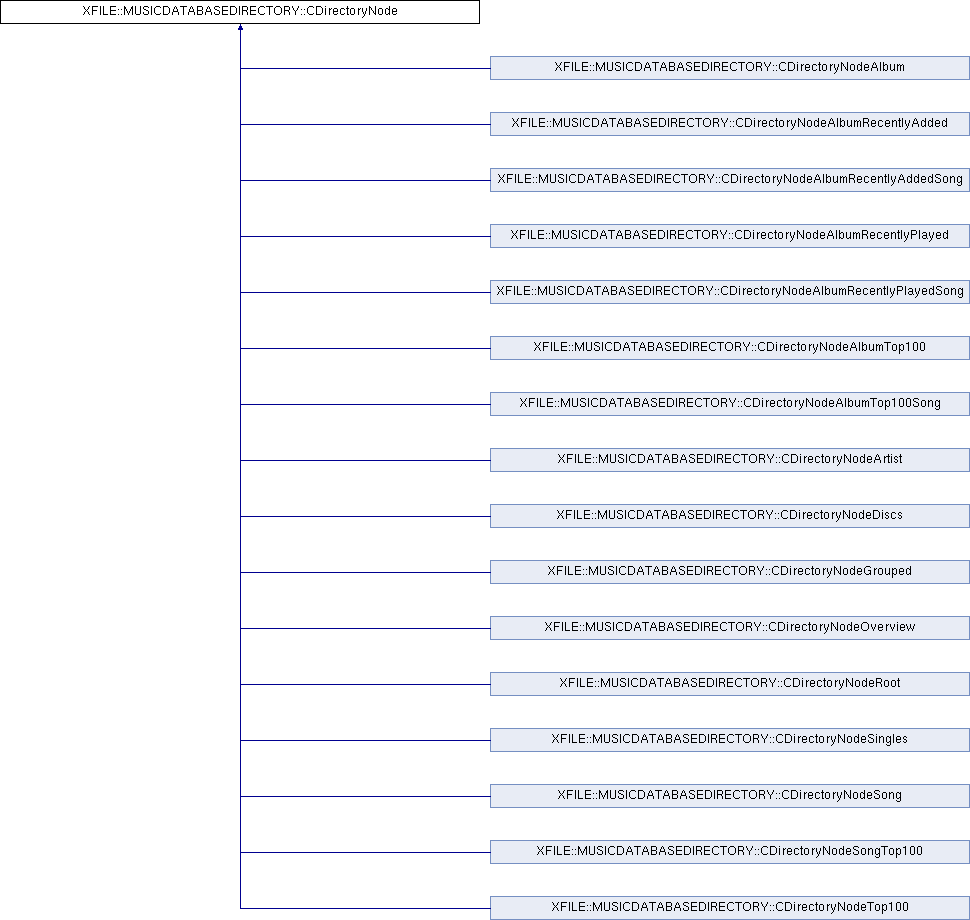 XFILE::MUSICDATABASEDIRECTORY::CDirectoryNode
XFILE::MUSICDATABASEDIRECTORY::CDirectoryNodeAlbum
XFILE::MUSICDATABASEDIRECTORY::CDirectoryNodeAlbumRecentlyAdded
XFILE::MUSICDATABASEDIRECTORY::CDirectoryNodeAlbumRecentlyAddedSong
XFILE::MUSICDATABASEDIRECTORY::CDirectoryNodeAlbumRecentlyPlayed
XFILE::MUSICDATABASEDIRECTORY::CDirectoryNodeAlbumRecentlyPlayedSong
XFILE::MUSICDATABASEDIRECTORY::CDirectoryNodeAlbumTop100
XFILE::MUSICDATABASEDIRECTORY::CDirectoryNodeAlbumTop100Song
XFILE::MUSICDATABASEDIRECTORY::CDirectoryNodeArtist
XFILE::MUSICDATABASEDIRECTORY::CDirectoryNodeDiscs
XFILE::MUSICDATABASEDIRECTORY::CDirectoryNodeGrouped
XFILE::MUSICDATABASEDIRECTORY::CDirectoryNodeOverview
XFILE::MUSICDATABASEDIRECTORY::CDirectoryNodeRoot
XFILE::MUSICDATABASEDIRECTORY::CDirectoryNodeSingles
XFILE::MUSICDATABASEDIRECTORY::CDirectoryNodeSong
XFILE::MUSICDATABASEDIRECTORY::CDirectoryNodeSongTop100
XFILE::MUSICDATABASEDIRECTORY::CDirectoryNodeTop100